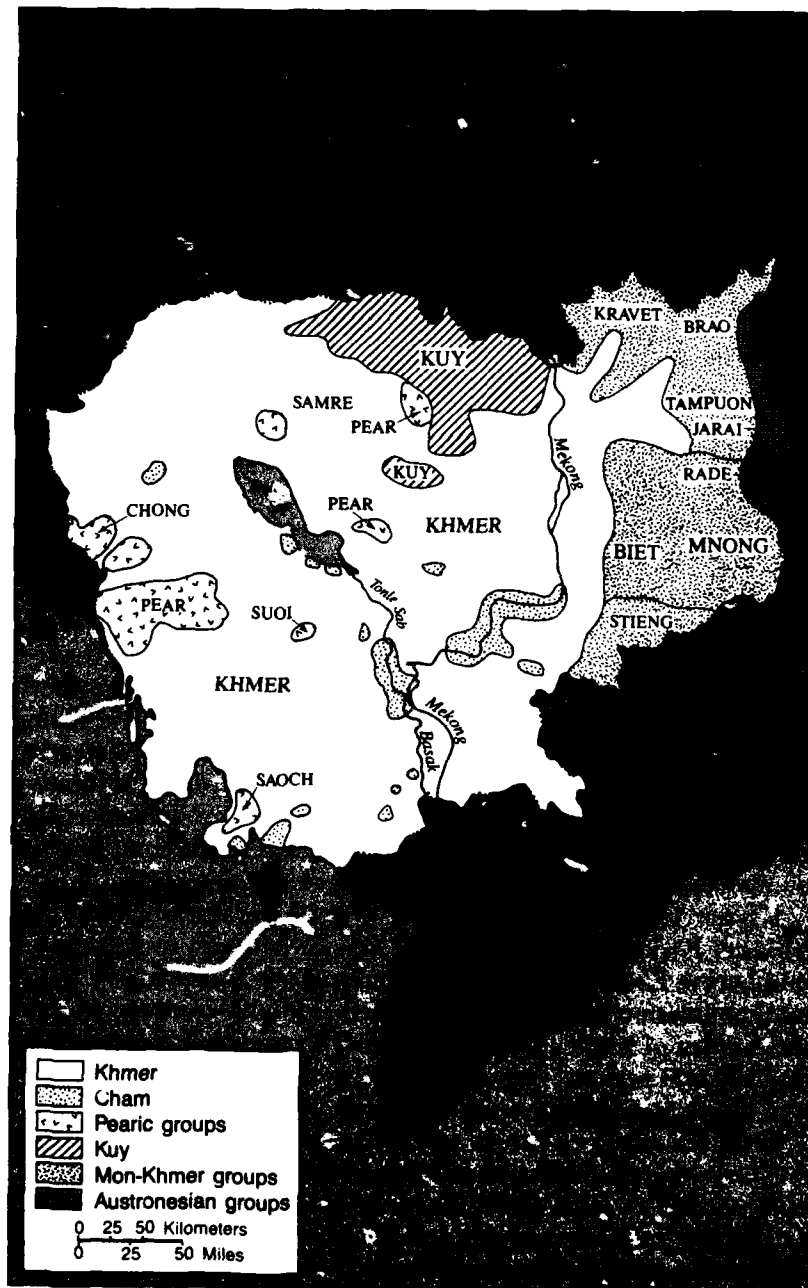 KRAVET
BRAO
KUY
SAMRE
PEAR
TAMPUON
JARAI
Mekong
KUY
RADE
CHONG
PEAR
KHMER
BIET
MNONG
PEAR
SUOI
Tonle Sab
STIENG
KHMER
Mekong
Basak
SAOCH
Khmer
Cham
Pearic groups
Kuy
Mon-Khmer groups
Austronesian groups
0 25 50 Kilometers
0 25 50 Miles